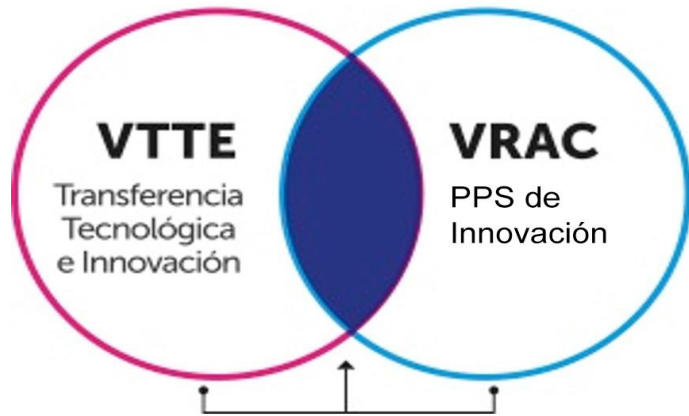 VTTE
Transferencia
Tecnológica
e Innovación
VRAC
PPS de
Innovación